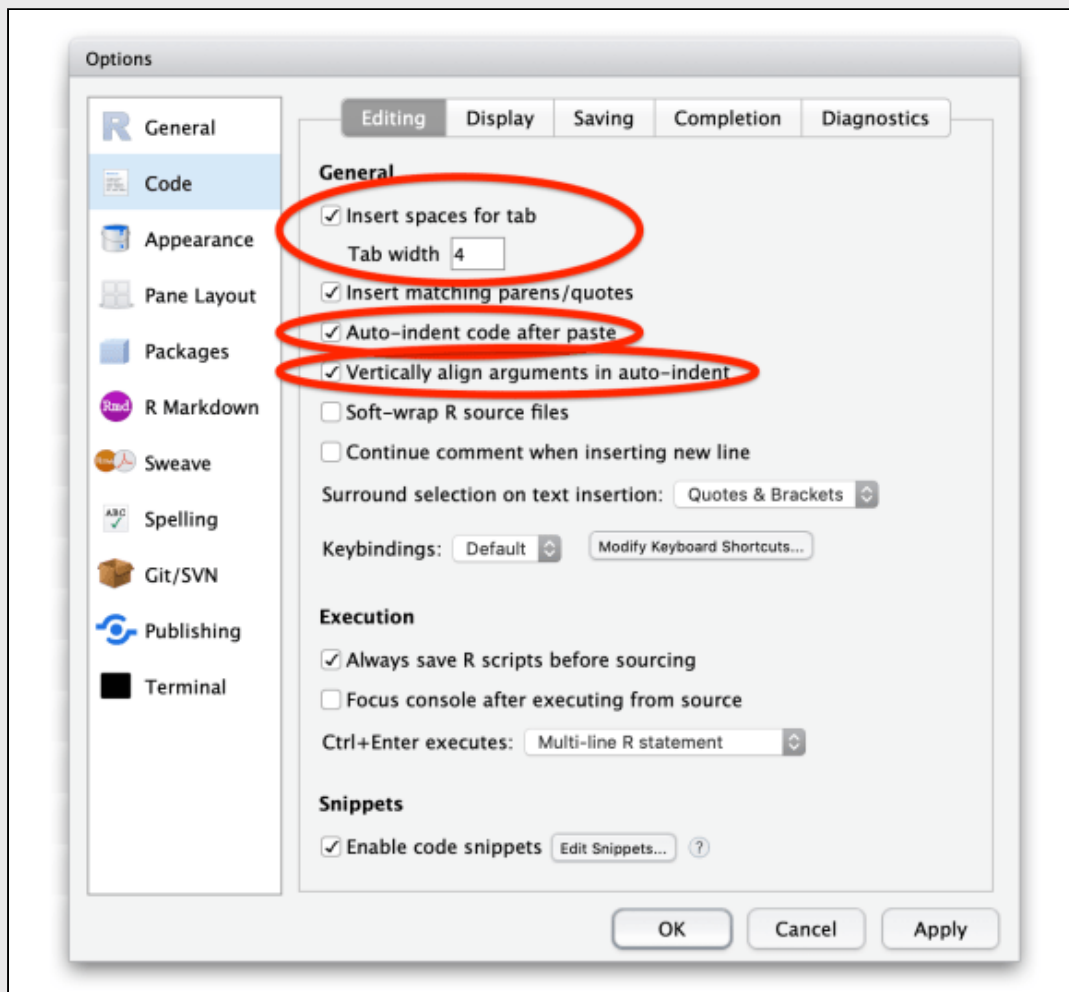 Options
General
Code
Appearance
Pane Layout
Packages
Rmd R Markdown
Sweave
ABC Spelling
Git/SVN
Publishing
Terminal
Editing Display Saving Completion Diagnostics
General
Insert spaces for tab
Tab width 4
Insert matching parens/quotes
Auto-indent code after paste
Vertically align arguments in auto-indent
Soft-wrap R source files
Continue comment when inserting new line
Surround selection on text insertion: Quotes & Brackets
Keybindings: Default Modify Keyboard Shortcuts...
Execution
Always save R scripts before sourcing
Focus console after executing from source
Ctrl+Enter executes: Multi-line R statement
Snippets
Enable code snippets Edit Snippets... ?
OK Cancel Apply